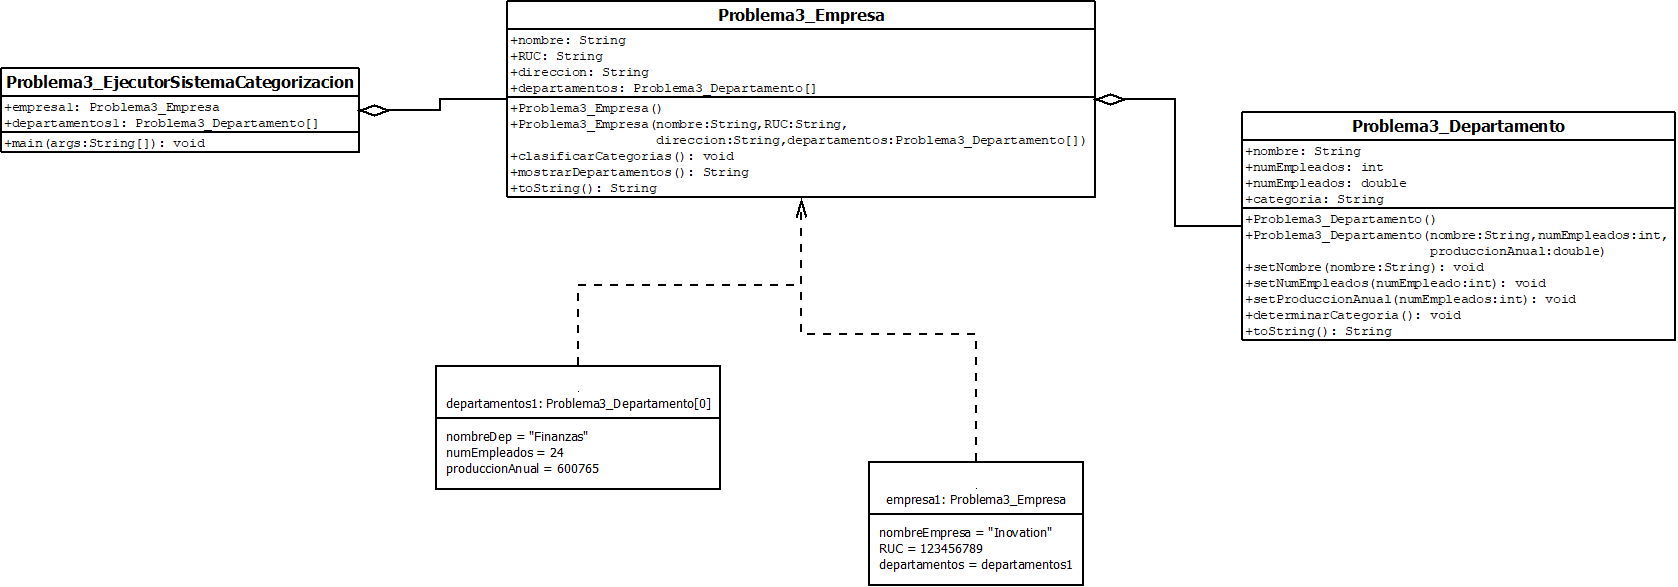 Problema3_EjecutorSistemaCategorizacion
+empresa1: Problema3_Empresa
+departamentos1: Problema3_Departamento[]
+main(args:String[]): void
Problema3_Empresa
+nombre: String
+RUC: String
+direccion: String
+departamentos: Problema3_Departamento[]
+Problema3_Empresa()
+Problema3_Empresa(nombre:String,RUC:String,
direccion:String,departamentos:Problema3_Departamento[])
+clasificarCategorias(): void
+mostrarDepartamentos(): String
+toString(): String
Problema3_Departamento
+nombre: String
+numEmpleados: int
+numEmpleados: double
+categoria: String
+Problema3_Departamento()
+Problema3_Departamento(nombre:String,numEmpleados:int,
produccionAnual:double)
+setNombre(nombre:String): void
+setNumEmpleados(numEmpleado:int): void
+setProduccionAnual(numEmpleados:int): void
+determinarCategoria(): void
+toString(): String
departamentos1: Problema3_Departamento[0]
nombreDep = "Finanzas"
numEmpleados = 24
produccionAnual = 600765
empresa1: Problema3_Empresa
nombreEmpresa = "Inovation"
RUC = 123456789
departamentos = departamentos1